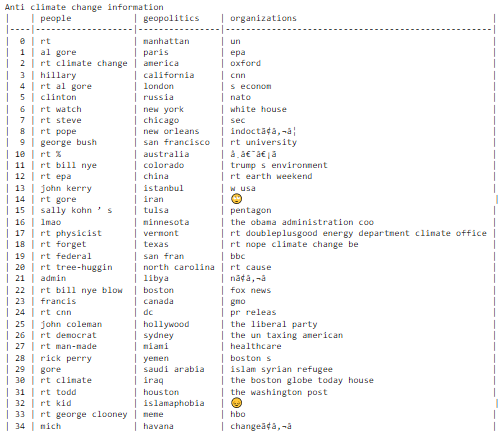 Anti climate change information
| | people | geopolitics | organizations |
|----|-------------------|----------------|--------------------------------------------------|
| 0 | rt | manhattan | un |
| 1 | al gore | paris | epa |
| 2 | rt climate change | america | oxford |
| 3 | hillary | california | cnn |
| 4 | rt al gore | london | s econom |
| 5 | clinton | russia | nato |
| 6 | rt watch | new york | white house |
| 7 | rt steve | chicago | sec |
| 8 | rt pope | new orleans | indoctã¢â‚¬â¦ |
| 9 | george bush | san francisco | rt university |
| 10 | rt % | australia | |
| 11 | rt bill nye | colorado | trump s environment |
| 12 | rt epa | china | rt earth weekend |
| 13 | john kerry | istanbul | w_usa |
| 14 | rt gore | iran | |
| 15 | sally kohn ' s | tulsa | pentagon |
| 16 | lmao | minnesota | the obama administration coo |
| 17 | rt physicist | vermont | rt doubleplusgood energy department climate office |
| 18 | rt forget | texas | rt nope climate change be |
| 19 | rt federal | san fran | bbc |
| 20 | rt tree-huggin | north carolina | rt cause |
| 21 | admin | libya | nã¢â‚¬â |
| 22 | rt bill nye blow | boston | fox news |
| 23 | francis | canada | gmo |
| 24 | rt cnn | dc | pr releas |
| 25 | john coleman | hollywood | the liberal party |
| 26 | rt democrat | sydney | the un taxing american |
| 27 | rt man-made | miami | healthcare |
| 28 | rick perry | yemen | boston s |
| 29 | gore | saudi arabia | islam syrian refugee |
| 30 | rt climate | iraq | the boston globe today house |
| 31 | rt todd | houston | the washington post |
| 32 | rt kid | islamaphobia | |
| 33 | rt george clooney | meme | hbo |
| 34 | mich | havana | changeã¢â‚¬â |